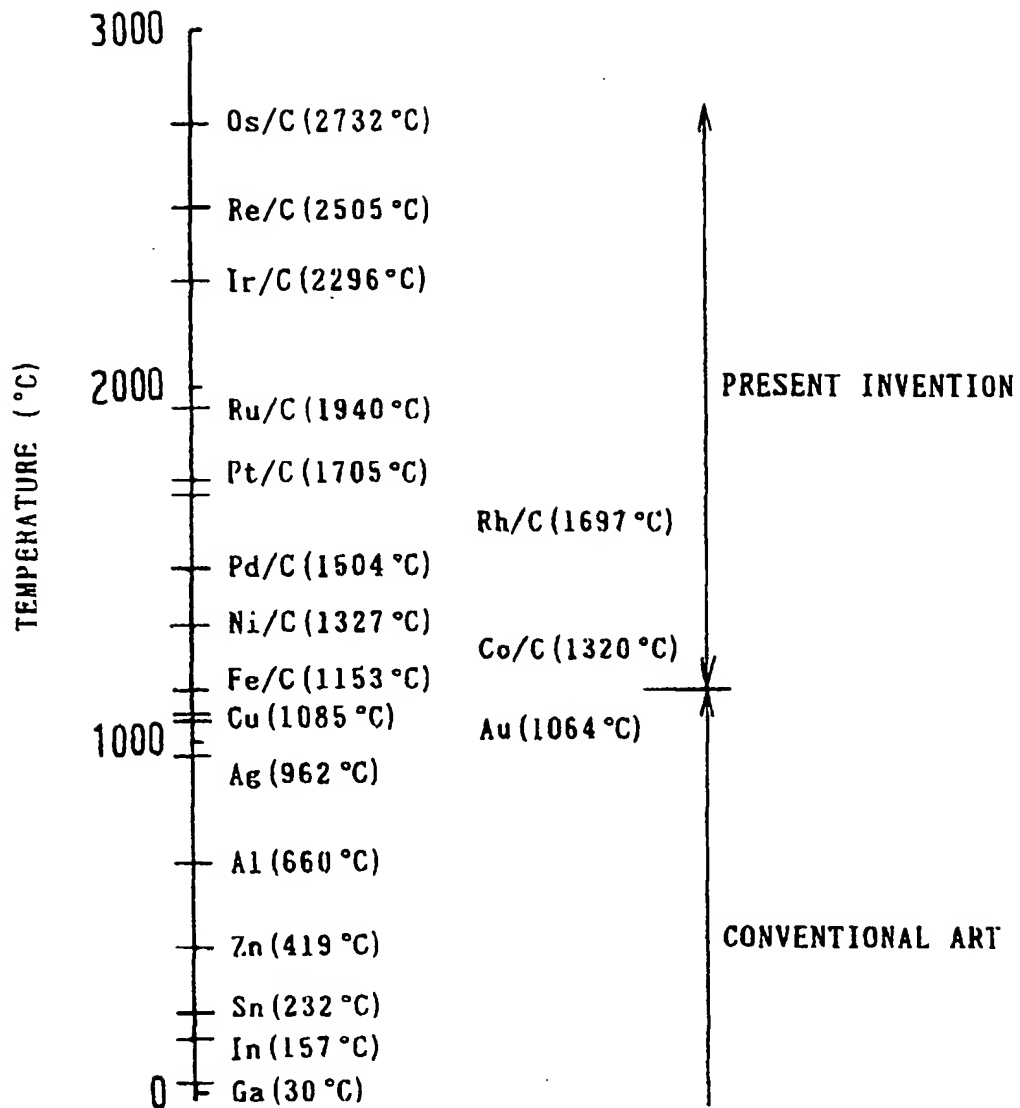 3000
Os/C (2732 °C)
Re/C (2505 °C)
Ir/C (2296 °C)
TEMPERATURE (°C)
2000
PRESENT INVENTION
Ru/C (1940 °C)
Pt/C (1705 °C)
Rh/C (1697 °C)
Pd/C (1504 °C)
Ni/C (1327 °C)
Co/C (1320 °C)
Fe/C (1153 °C)
Cu (1085 °C)
Au (1064 °C)
1000
Ag (962 °C)
Al (660 °C)
Zn (419 °C)
CONVENTIONAL ART
Sn (232 °C)
In (157 °C)
0
Ga (30 °C)